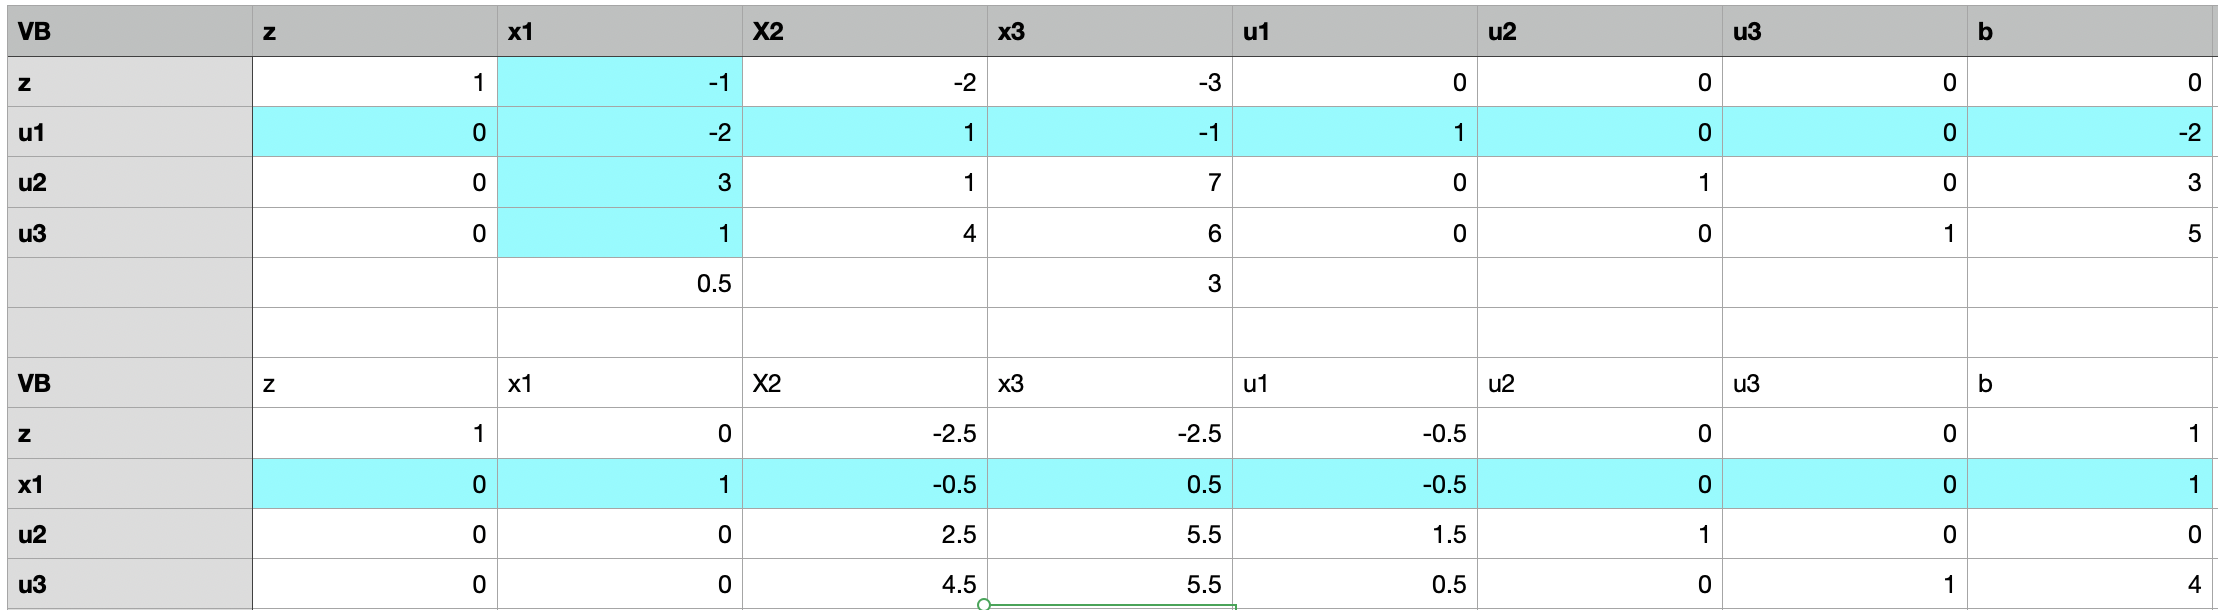 VB z x1 X2 x3 u1 u2 u3 b
z 1 -1 -2 -3 0 0 0 0
u1 0 -2 1 -1 1 0 0 -2
u2 0 3 1 7 0 1 0 3
u3 0 1 4 6 0 0 1 5
0.5 3
VB z x1 X2 x3 u1 u2 u3 b
z 1 0 -2.5 -2.5 -0.5 0 0 1
x1 0 1 -0.5 0.5 -0.5 0 0 1
u2 0 0 2.5 5.5 1.5 1 0 0
u3 0 0 4.5 5.5 0.5 0 1 4